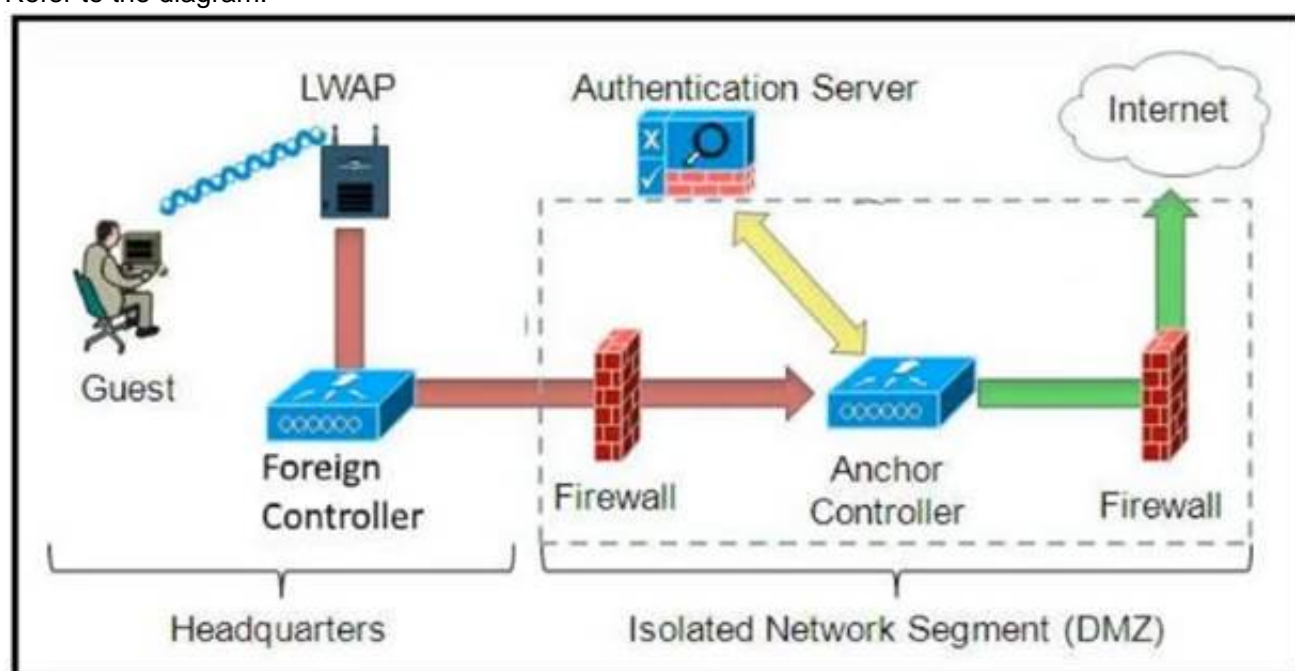 Refer to the diagram.
LWAP
Authentication Server
Internet
Guest
Foreign
Controller
Firewall
Anchor
Controller
Firewall
Headquarters
Isolated Network Segment (DMZ)